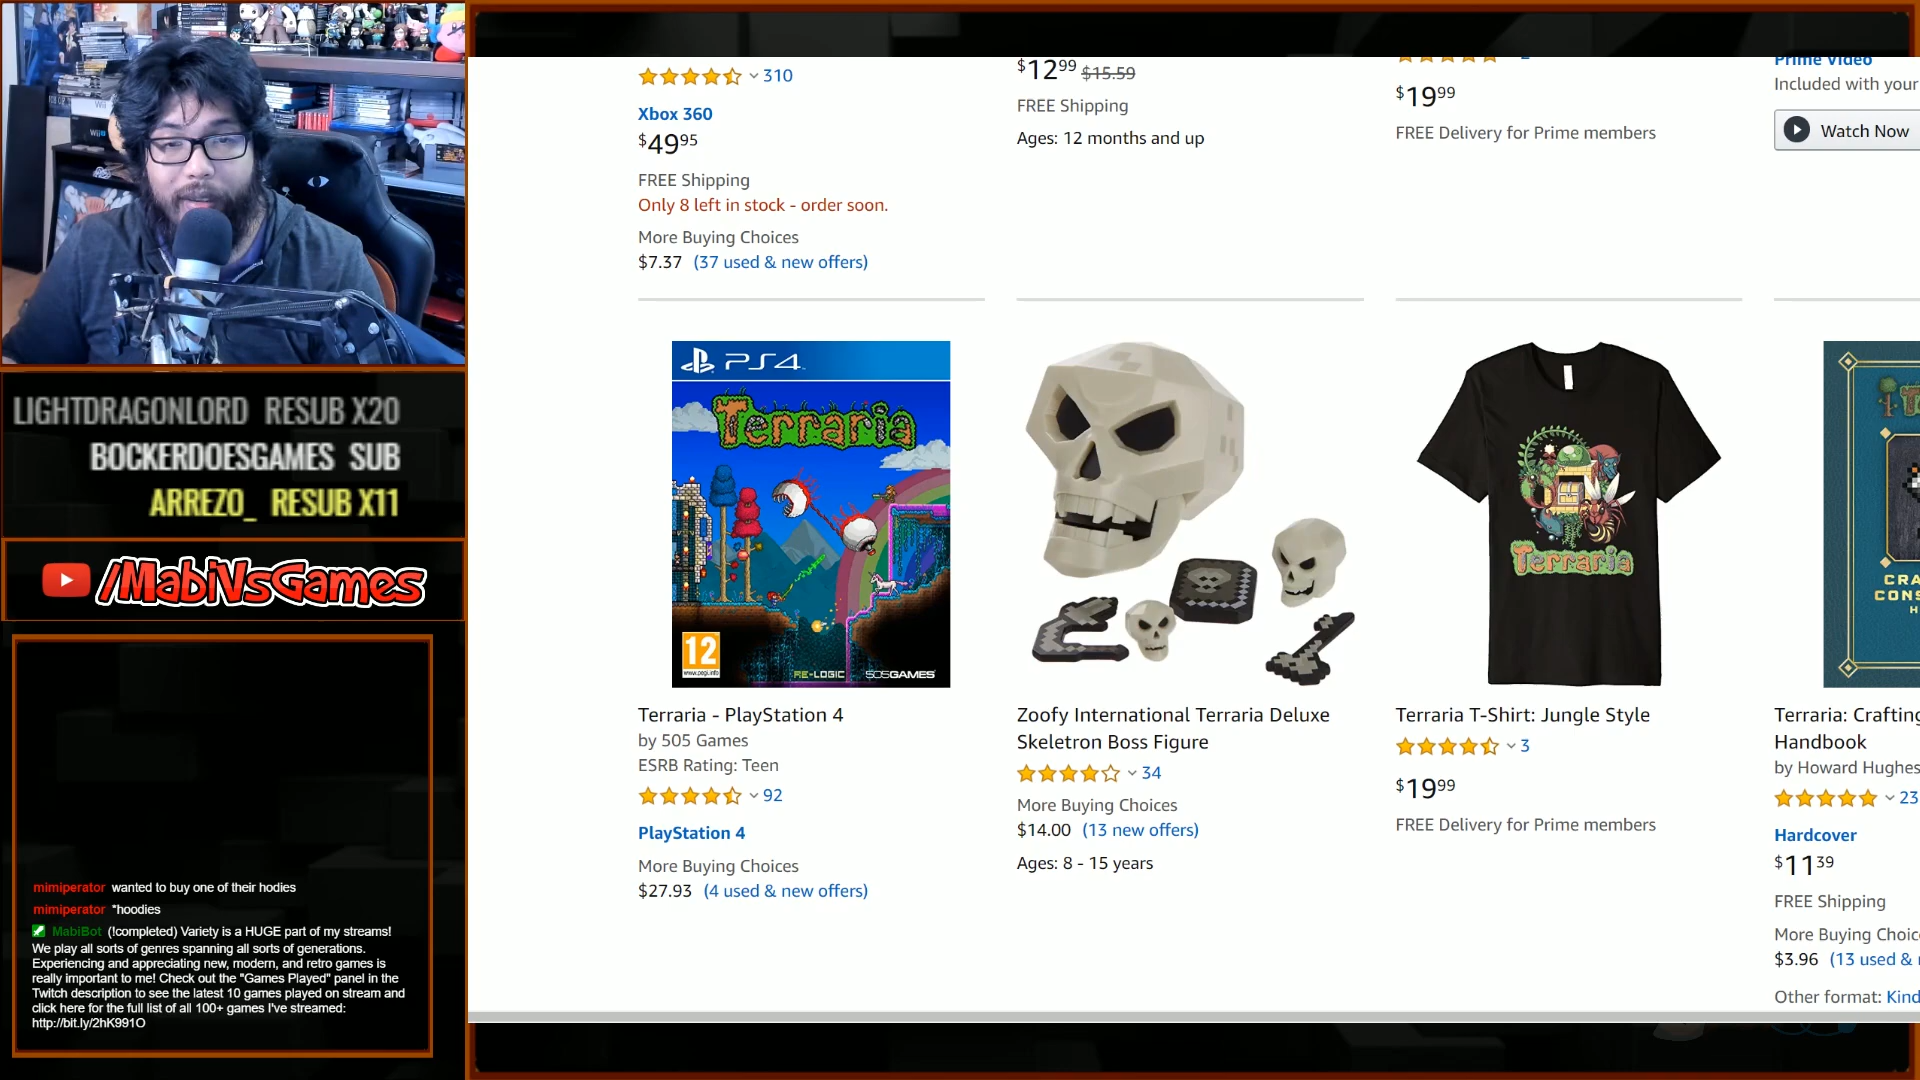 LIGHTDRAGONLORD RESUB X20
BOCKERDOESGAMES SUB
ARREZO_ RESUB X11
/MabiVsGames
mimiperator wanted to buy one of their hodies
mimiperator *hoodies
MabiBot (!completed) Variety is a HUGE part of my streams!
We play all sorts of genres spanning all sorts of generations.
Experiencing and appreciating new, modern, and retro games is
really important to me! Check out the "Games Played" panel in the
Twitch description to see the latest 10 games played on stream and
click here for the full list of all 100+ games I've streamed:
http://bit.ly/2hK991O
310
Xbox 360
$49.95
FREE Shipping
Only 8 left in stock - order soon.
More Buying Choices
$7.37 (37 used & new offers)
$12.99 $15.59
FREE Shipping
Ages: 12 months and up
$19.99
FREE Delivery for Prime members
Prime Video
Included with your
Watch Now
PS4
Terraria
12
www.pegi.info
RE-LOGIC 505GAMES
Terraria - PlayStation 4
by 505 Games
ESRB Rating: Teen
92
PlayStation 4
More Buying Choices
$27.93 (4 used & new offers)
Zoofy International Terraria Deluxe
Skeletron Boss Figure
34
More Buying Choices
$14.00 (13 new offers)
Ages: 8 - 15 years
Terraria
Terraria T-Shirt: Jungle Style
3
$19.99
FREE Delivery for Prime members
CRA
CONS
H
Terraria: Crafting
Handbook
by Howard Hughes
23
Hardcover
$11.39
FREE Shipping
More Buying Choic
$3.96 (13 used &
Other format: Kind